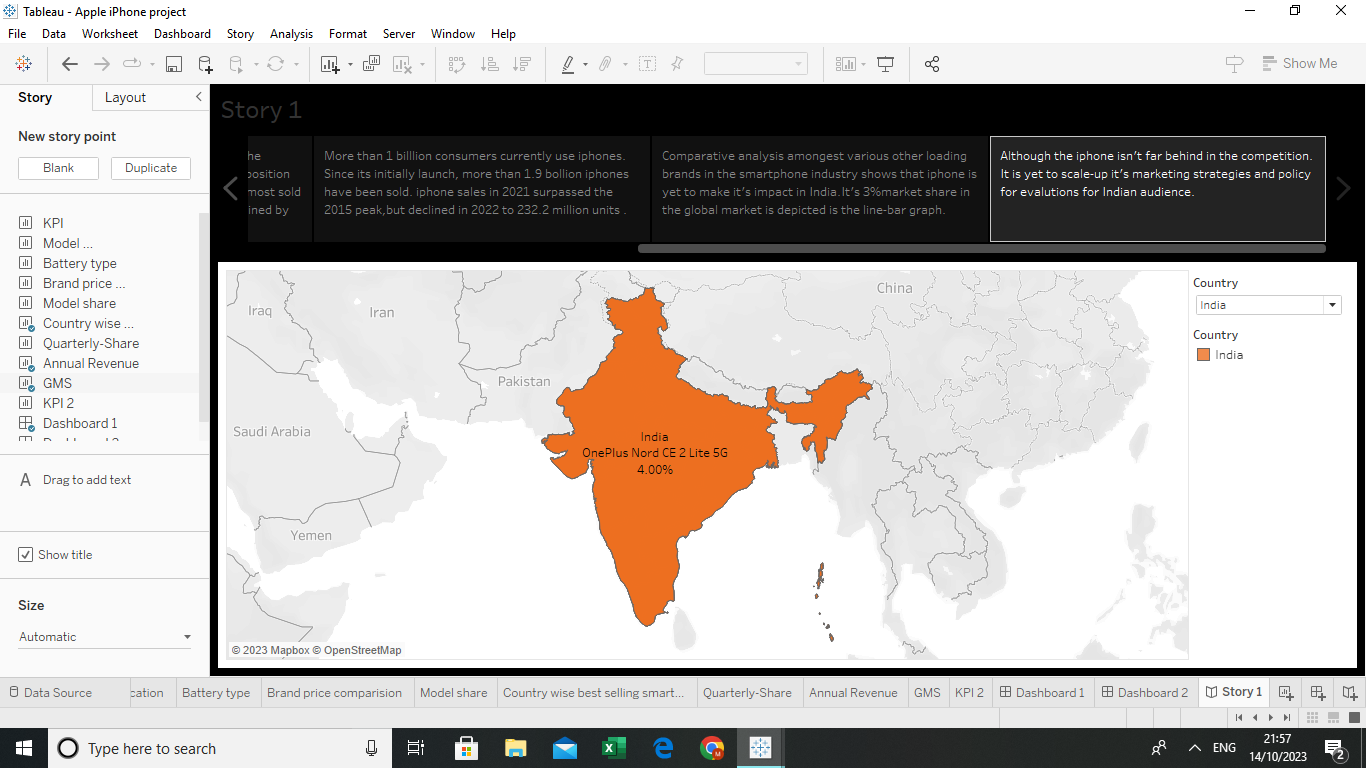 Tableau - Apple iPhone project
File Data Worksheet Dashboard Story Analysis Format Server Window Help
Show Me
Story Layout
New story point
Blank Duplicate
KPI
Model ...
Battery type
Brand price ...
Model share
Country wise ...
Quarterly-Share
Annual Revenue
GMS
KPI 2
Dashboard 1
Drag to add text
Show title
Size
Automatic
Story 1
he
osition
most sold
ined by
More than 1 billlion consumers currently use iphones.
Since its initially launch, more than 1.9 bollion iphones
have been sold. iphone sales in 2021 surpassed the
2015 peak,but declined in 2022 to 232.2 million units .
Comparative analysis amongst various other loading
brands in the smartphone industry shows that iphone is
yet to make it's impact in India.It's 3%market share in
the global market is depicted is the line-bar graph.
Although the iphone isn't far behind in the competition.
It is yet to scale-up it's marketing strategies and policy
for evalutions for Indian audience.
Iraq
Iran
China
Pakistan
Saudi Arabia
Yemen
India
OnePlus Nord CE 2 Lite 5G
4.00%
© 2023 Mapbox © OpenStreetMap
Country
India
Country
India
Data Source cation Battery type Brand price comparision Model share Country wise best selling smart... Quarterly-Share Annual Revenue GMS KPI 2 Dashboard 1 Dashboard 2 Story 1
Type here to search
ENG
21:57
14/10/2023
2